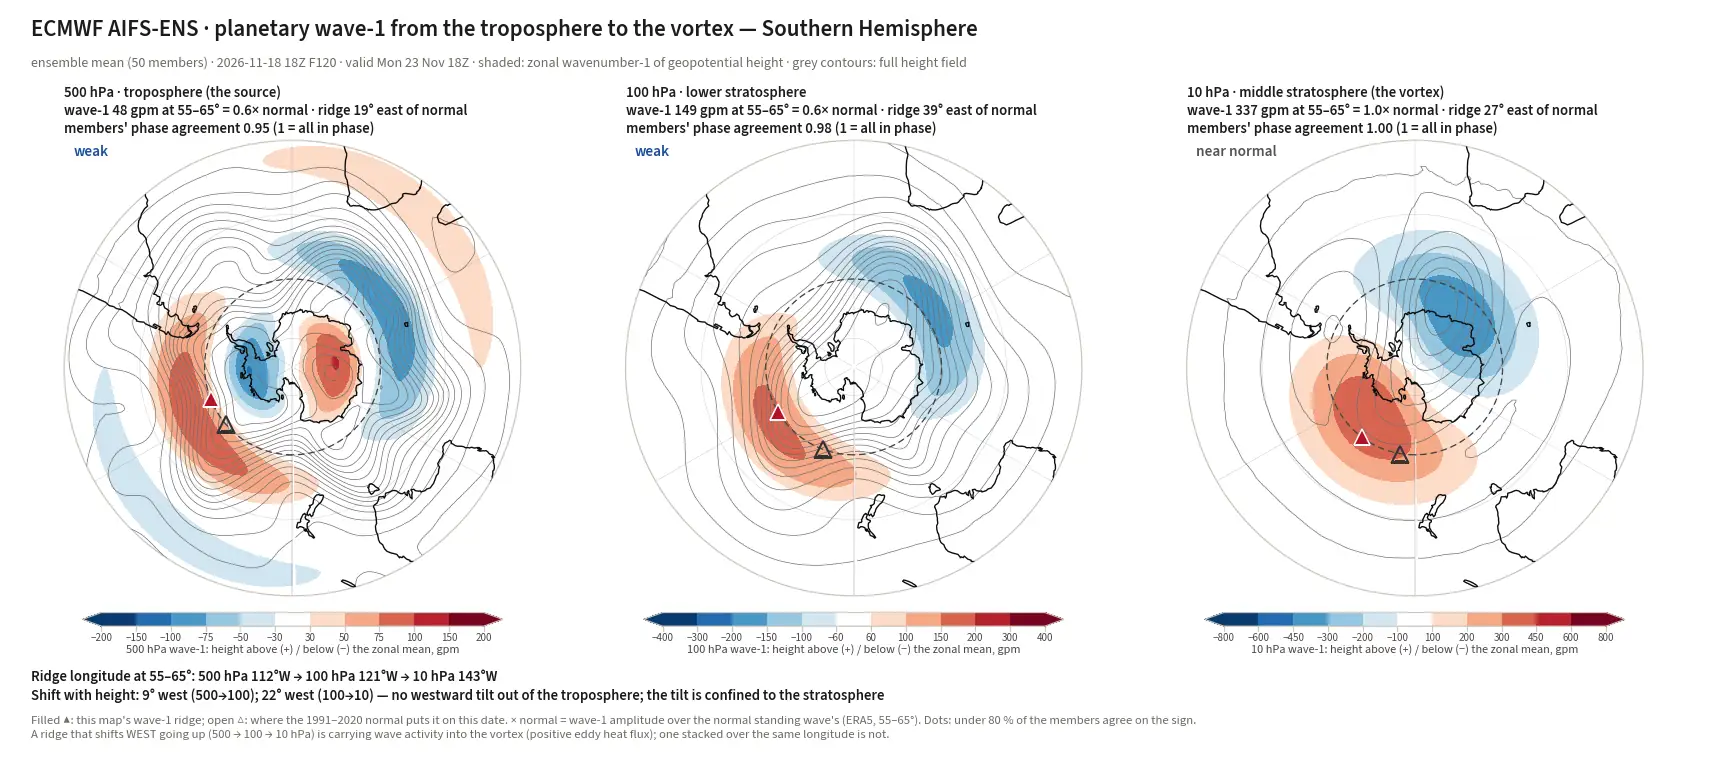 ECMWF AIFS-ENS · planetary wave-1 from the troposphere to the vortex — Southern Hemisphere
ensemble mean (50 members) · 2026-11-18 18Z F120 · valid Mon 23 Nov 18Z · shaded: zonal wavenumber-1 of geopotential height · grey contours: full height field
500 hPa · troposphere (the source)
wave-1 48 gpm at 55–65° = 0.6× normal · ridge 19° east of normal
members' phase agreement 0.95 (1 = all in phase)
weak
100 hPa · lower stratosphere
wave-1 149 gpm at 55–65° = 0.6× normal · ridge 39° east of normal
members' phase agreement 0.98 (1 = all in phase)
weak
10 hPa · middle stratosphere (the vortex)
wave-1 337 gpm at 55–65° = 1.0× normal · ridge 27° east of normal
members' phase agreement 1.00 (1 = all in phase)
near normal
−200 −150 −100 −75 −50 −30 30 50 75 100 150 200
500 hPa wave-1: height above (+) / below (−) the zonal mean, gpm
−400 −300 −200 −150 −100 −60 60 100 150 200 300 400
100 hPa wave-1: height above (+) / below (−) the zonal mean, gpm
−800 −600 −450 −300 −200 −100 100 200 300 450 600 800
10 hPa wave-1: height above (+) / below (−) the zonal mean, gpm
Ridge longitude at 55–65°: 500 hPa 112°W → 100 hPa 121°W → 10 hPa 143°W
Shift with height: 9° west (500→100); 22° west (100→10) — no westward tilt out of the troposphere; the tilt is confined to the stratosphere
Filled ▲: this map's wave-1 ridge; open △: where the 1991–2020 normal puts it on this date. × normal = wave-1 amplitude over the normal standing wave's (ERA5, 55–65°). Dots: under 80 % of the members agree on the sign.
A ridge that shifts WEST going up (500 → 100 → 10 hPa) is carrying wave activity into the vortex (positive eddy heat flux); one stacked over the same longitude is not.